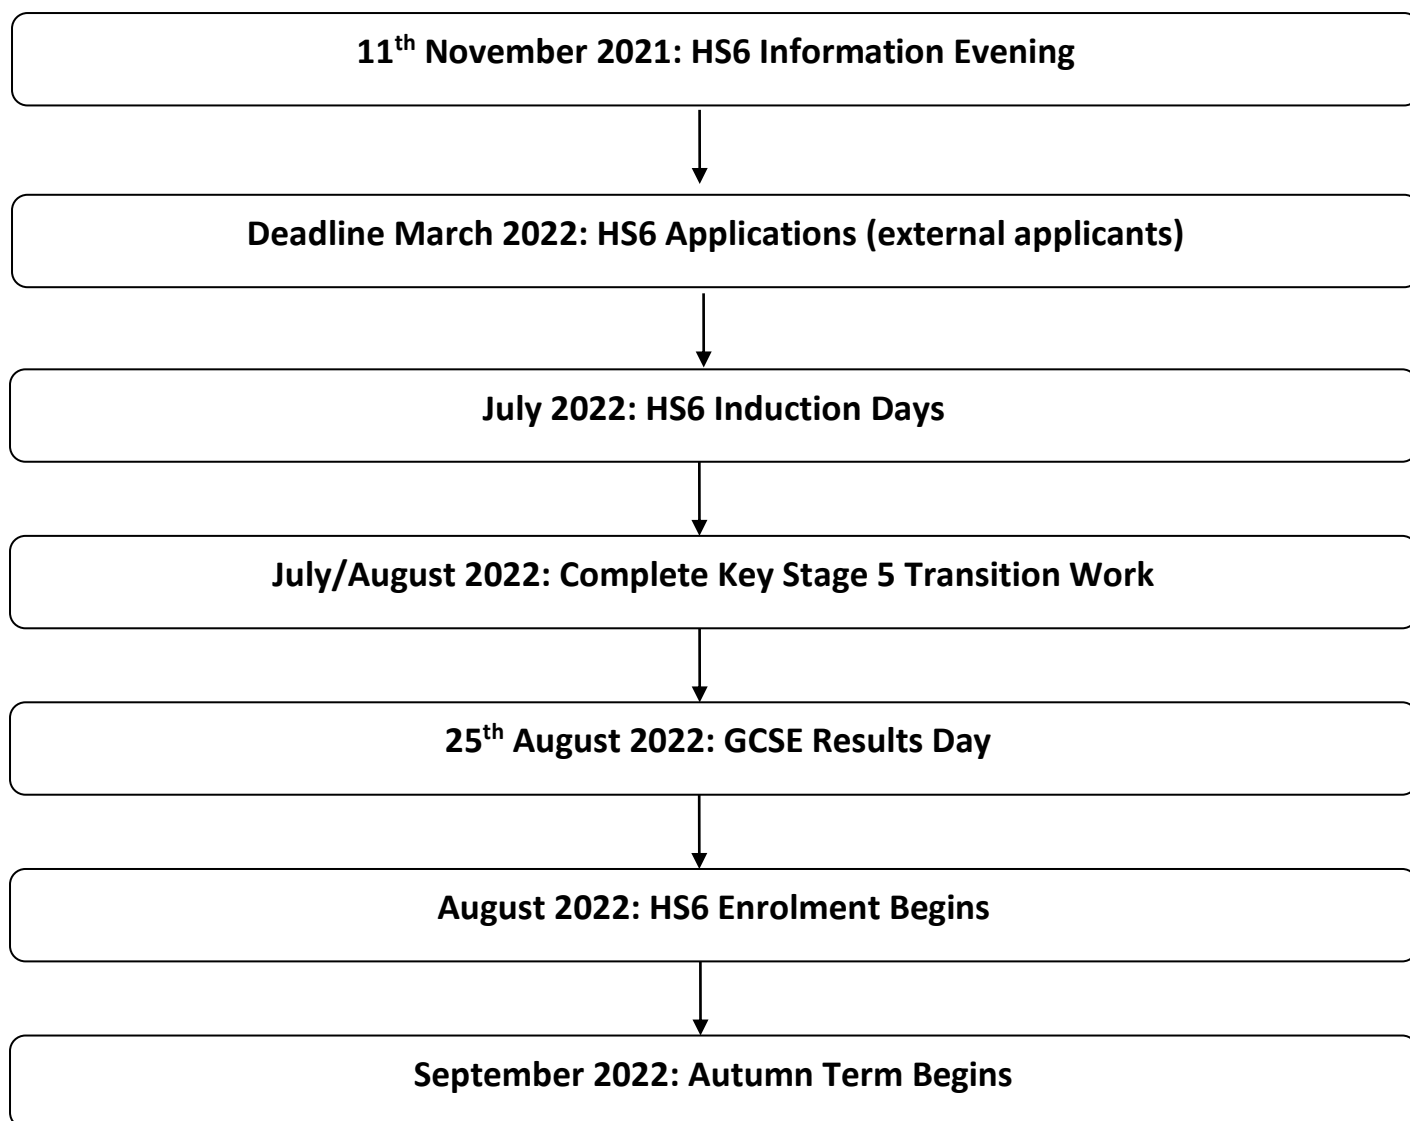 11th November 2021: HS6 Information Evening
Deadline March 2022: HS6 Applications (external applicants)
July 2022: HS6 Induction Days
July/August 2022: Complete Key Stage 5 Transition Work
25th August 2022: GCSE Results Day
August 2022: HS6 Enrolment Begins
September 2022: Autumn Term Begins